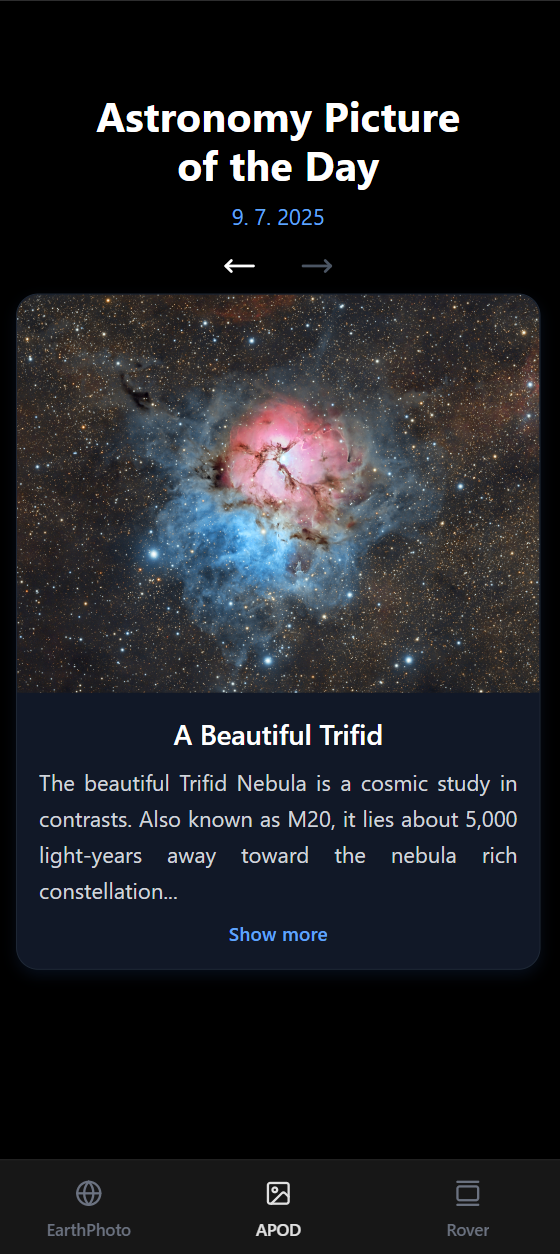 Astronomy Picture
of the Day
9. 7. 2025
A Beautiful Trifid
The beautiful Trifid Nebula is a cosmic study in
contrasts. Also known as M20, it lies about 5,000
light-years away toward the nebula rich
constellation...
Show more
EarthPhoto
APOD
Rover